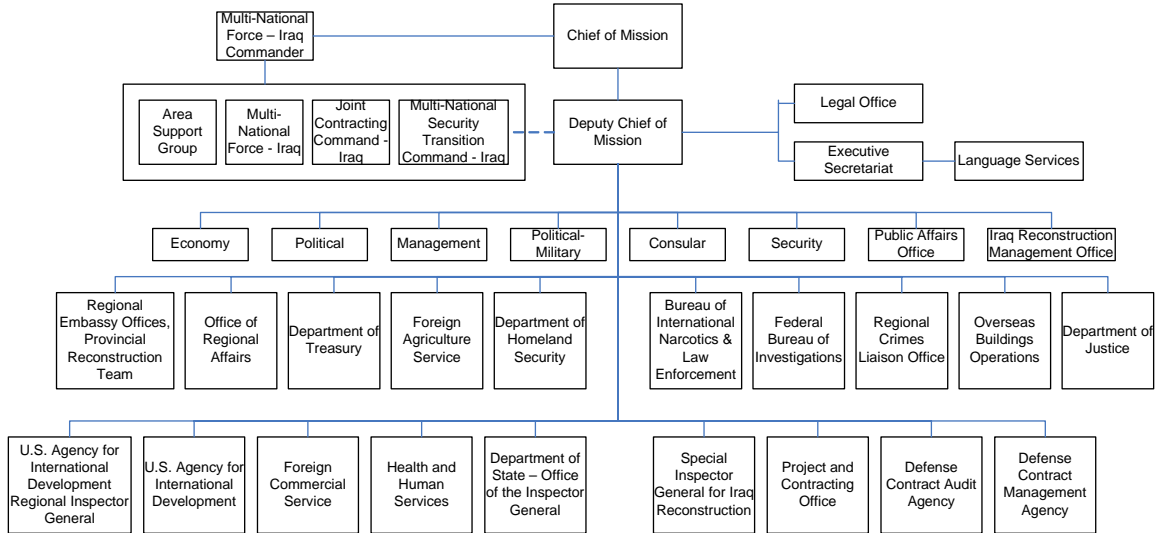 Multi-National
Force – Iraq
Commander
Chief of Mission
Area
Support
Group
Multi-
National
Force - Iraq
Joint
Contracting
Command -
Iraq
Multi-National
Security
Transition
Command - Iraq
Deputy Chief of
Mission
Legal Office
Executive
Secretariat
Language Services
Economy
Political
Management
Political-
Military
Consular
Security
Public Affairs
Office
Iraq Reconstruction
Management Office
Regional
Embassy Offices,
Provincial
Reconstruction
Team
Office of
Regional
Affairs
Department of
Treasury
Foreign
Agriculture
Service
Department of
Homeland
Security
Bureau of
International
Narcotics &
Law
Enforcement
Federal
Bureau of
Investigations
Regional
Crimes
Liaison Office
Overseas
Buildings
Operations
Department of
Justice
U.S. Agency for
International
Development
Regional Inspector
General
U.S. Agency for
International
Development
Foreign
Commercial
Service
Health and
Human
Services
Department of
State – Office
of the Inspector
General
Special
Inspector
General for Iraq
Reconstruction
Project and
Contracting
Office
Defense
Contract Audit
Agency
Defense
Contract
Management
Agency